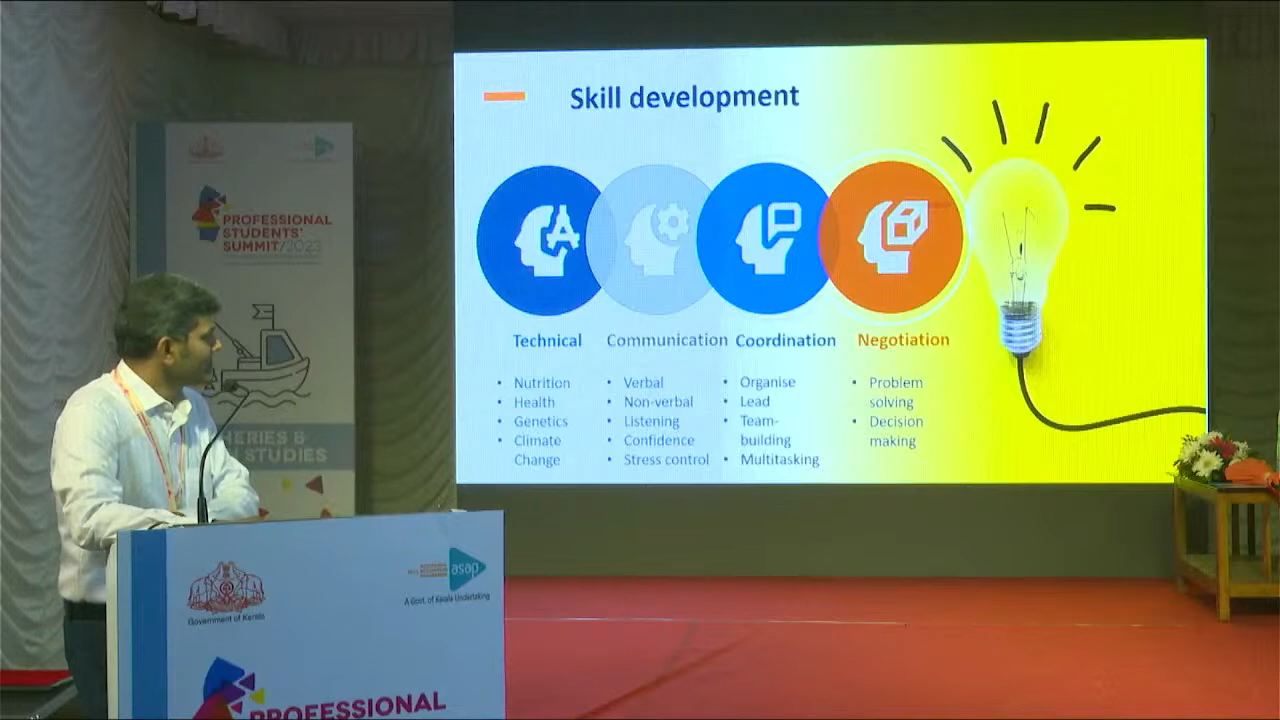 Skill development
Technical
Nutrition
Health
Genetics
Climate
Change
Communication
Verbal
Non-verbal
Listening
Confidence
Stress control
Coordination
Organise
Lead
Team-
building
Multitasking
Negotiation
Problem
solving
Decision
making
PROFESSIONAL
STUDENTS'
SUMMIT/2023
HERIES &
STUDIES
Government of Kerala
asap
A Govt. of Kerala Undertaking
PROFESSIONAL